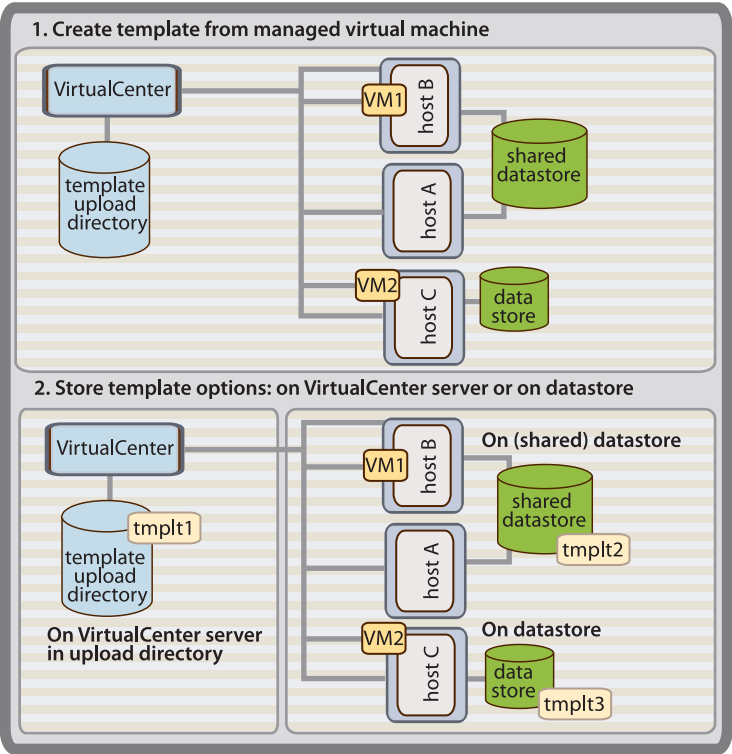 1. Create template from managed virtual machine
VirtualCenter
template
upload
directory
VM1
host B
shared
datastore
host A
VM2
host C
data
store
2. Store template options: on VirtualCenter server or on datastore
VirtualCenter
tmplt1
template
upload
directory
On VirtualCenter server
in upload directory
VM1
host B
On (shared) datastore
shared
datastore
tmplt2
host A
VM2
host C
On datastore
data
store
tmplt3